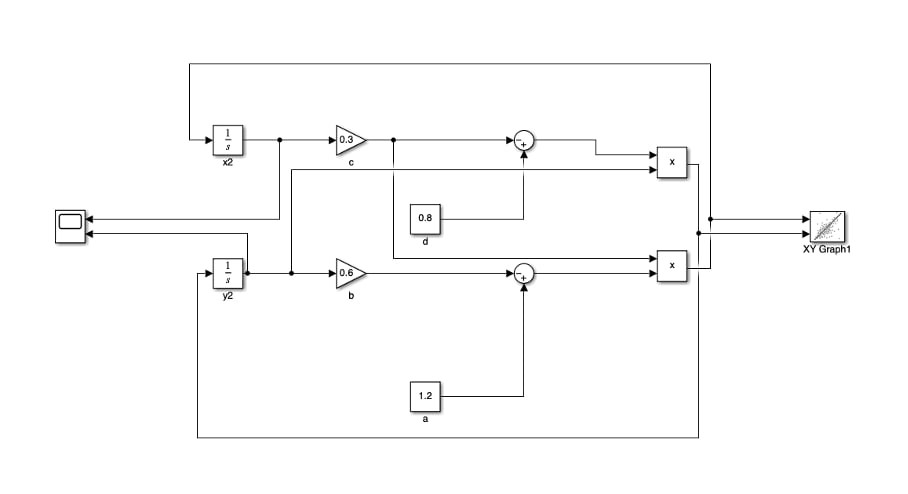 1
s
x2
0.3
c
−
+
x
0.8
d
XY Graph1
1
s
y2
0.6
b
−
+
x
1.2
a